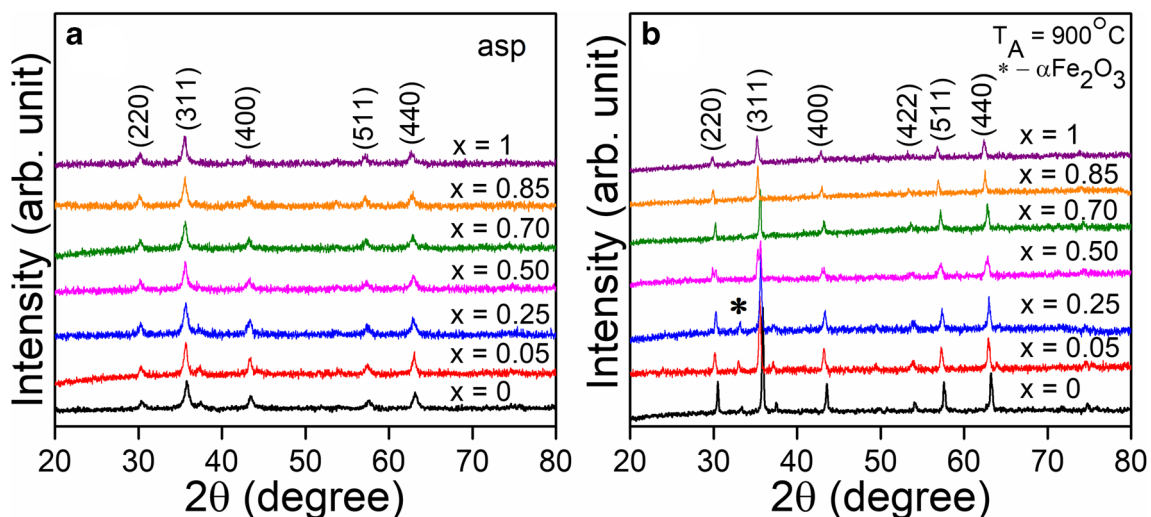 a
asp
Intensity (arb. unit)
(220)
(311)
(400)
(511)
(440)
x = 1
x = 0.85
x = 0.70
x = 0.50
x = 0.25
x = 0.05
x = 0
20 30 40 50 60 70 80
2θ (degree)
b
T_A = 900°C
* – αFe₂O₃
Intensity (arb. unit)
(220)
(311)
(400)
(422)
(511)
(440)
x = 1
x = 0.85
x = 0.70
x = 0.50
*
x = 0.25
x = 0.05
x = 0
20 30 40 50 60 70 80
2θ (degree)